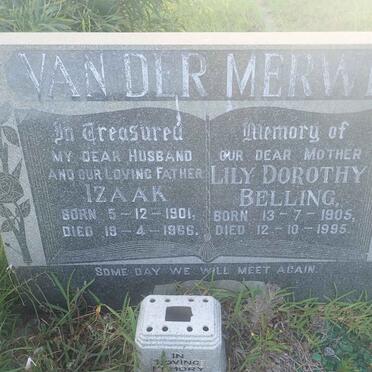 VAN DER MERWE
In Treasured
MY DEAR HUSBAND
AND OUR LOVING FATHER
IZAAK
BORN 5-12-1901,
DIED 19-4-1966.
Memory of
OUR DEAR MOTHER
LILY DOROTHY
BELLING,
BORN 13-7-1905,
DIED 12-10-1995.
SOME DAY WE WILL MEET AGAIN.
IN
LOVING
MEMORY